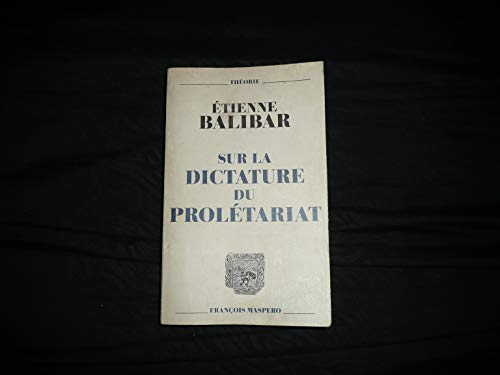 THÉORIE
ÉTIENNE
BALIBAR
SUR LA
DICTATURE
DU
PROLÉTARIAT
FRANÇOIS MASPERO